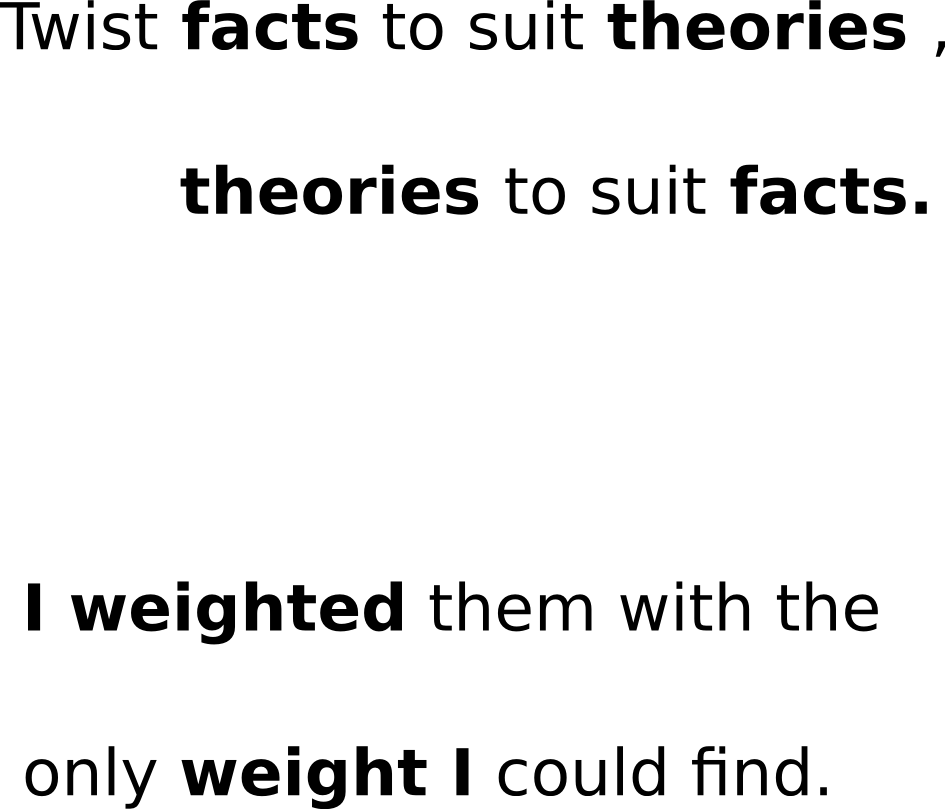 Twist facts to suit theories ,
theories to suit facts.
I weighted them with the
only weight I could find.